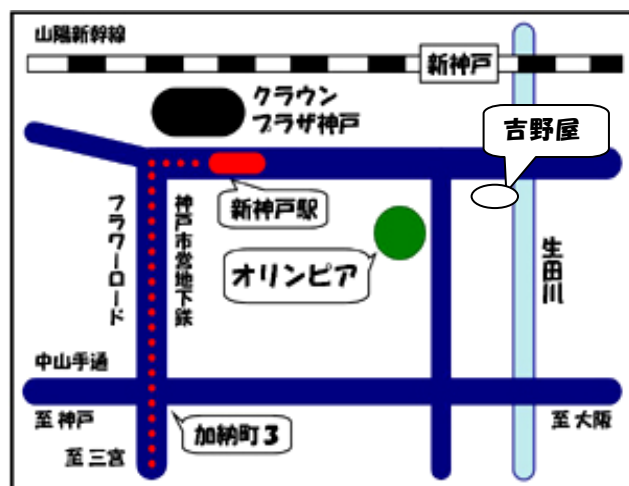 山陽新幹線
新神戸
クラウン
プラザ神戸
吉野屋
新神戸駅
フラワーロード
神戸市営地下鉄
オリンピア
生田川
中山手通
至神戸
加納町3
至大阪
至三宮